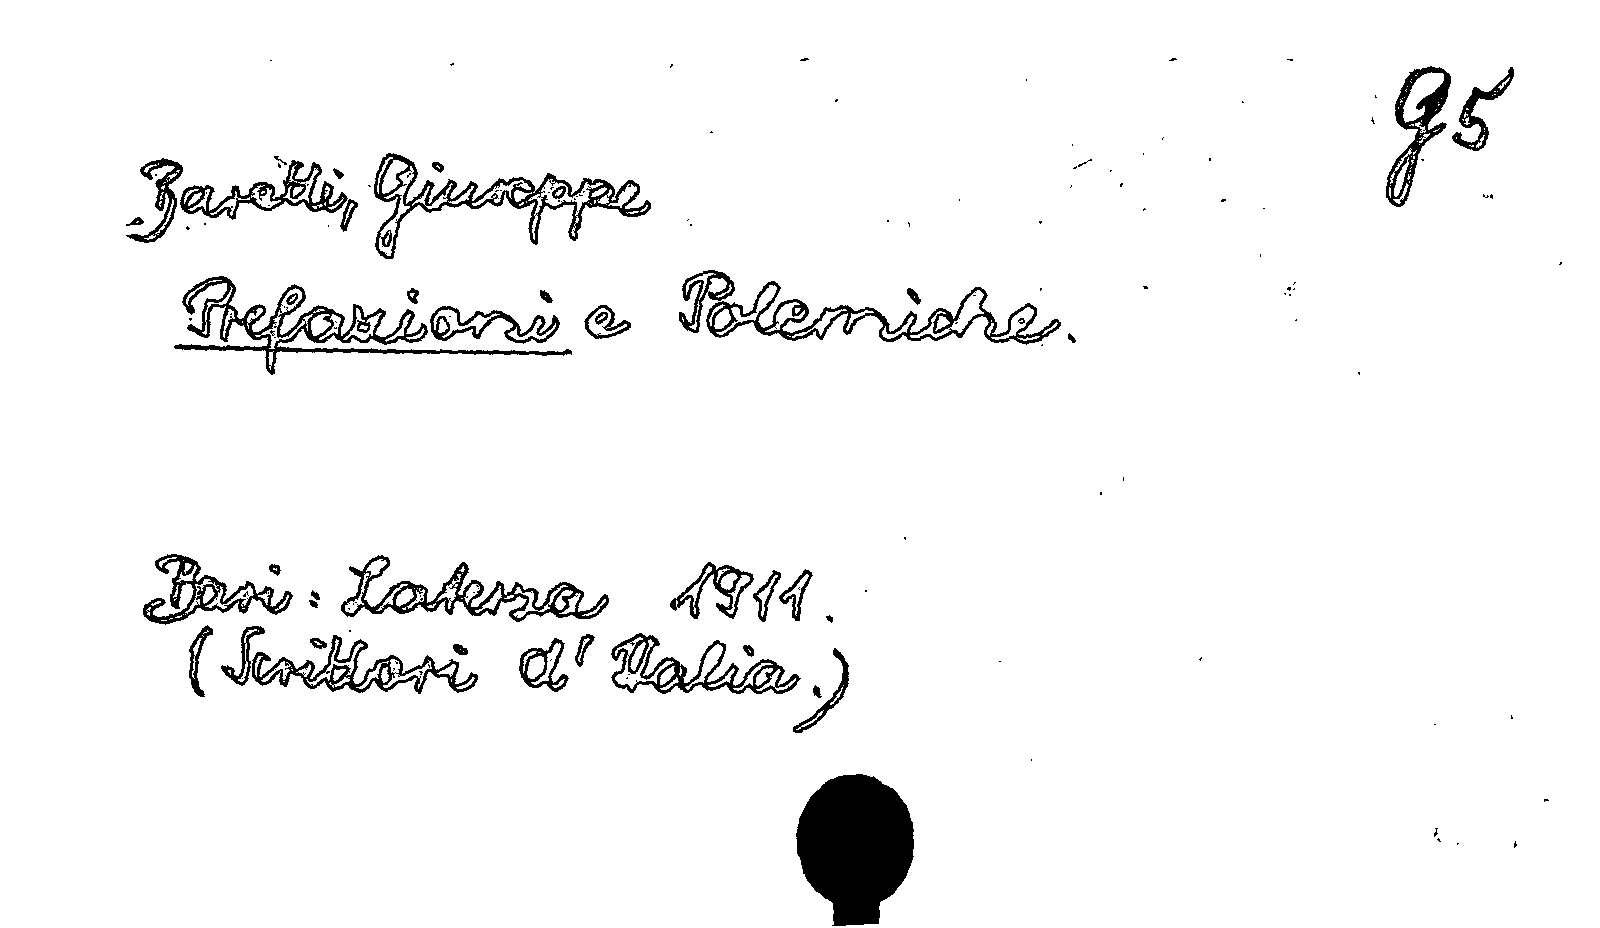 G5
Baretti, Giuseppe
Prefazioni e Polemiche.
Bari: Laterza 1911.
(Scrittori d'Italia.)